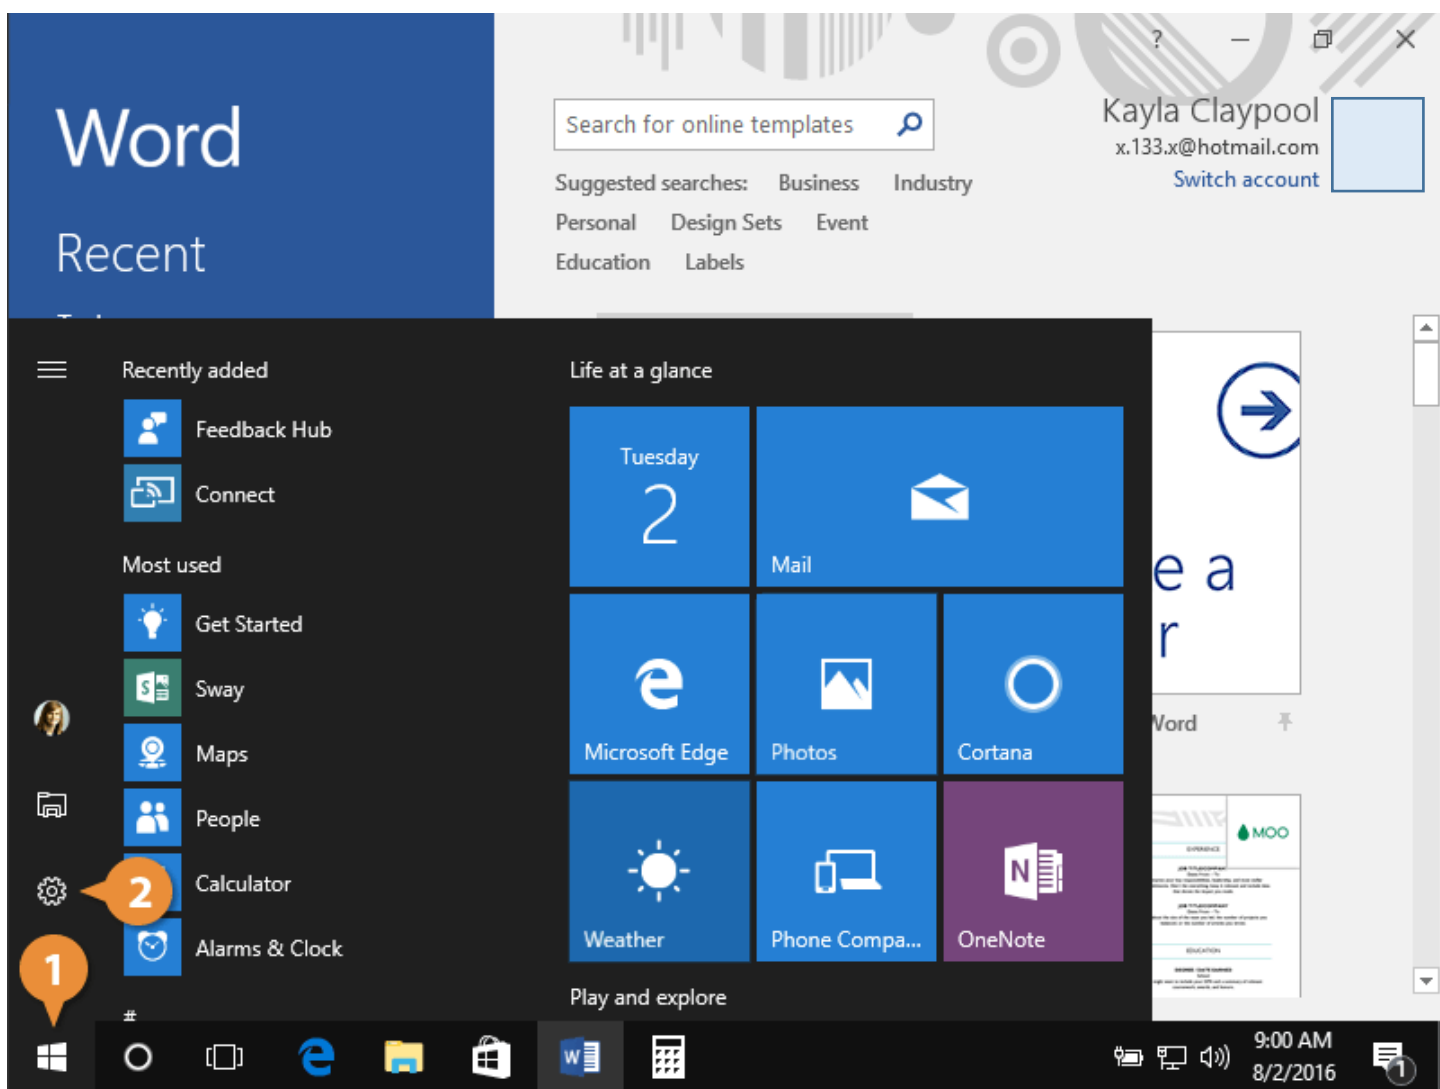 Word
Recent
?
Search for online templates
Suggested searches: Business Industry
Personal Design Sets Event
Education Labels
Kayla Claypool
x.133.x@hotmail.com
Switch account
Recently added
Feedback Hub
Connect
Most used
Get Started
Sway
Maps
People
Calculator
Alarms & Clock
#
Life at a glance
Tuesday
2
Mail
Microsoft Edge
Photos
Cortana
Weather
Phone Compa...
N
OneNote
Play and explore
e a
r
Word
MOO
EXPERIENCE
EDUCATION
S
2
1
W
9:00 AM
8/2/2016
1